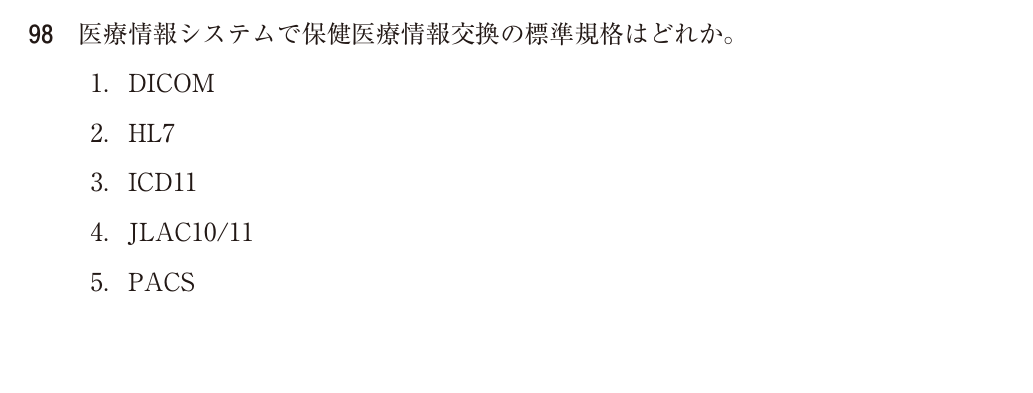 98 医療情報システムで保健医療情報交換の標準規格はどれか。
1. DICOM
2. HL7
3. ICD11
4. JLAC10/11
5. PACS